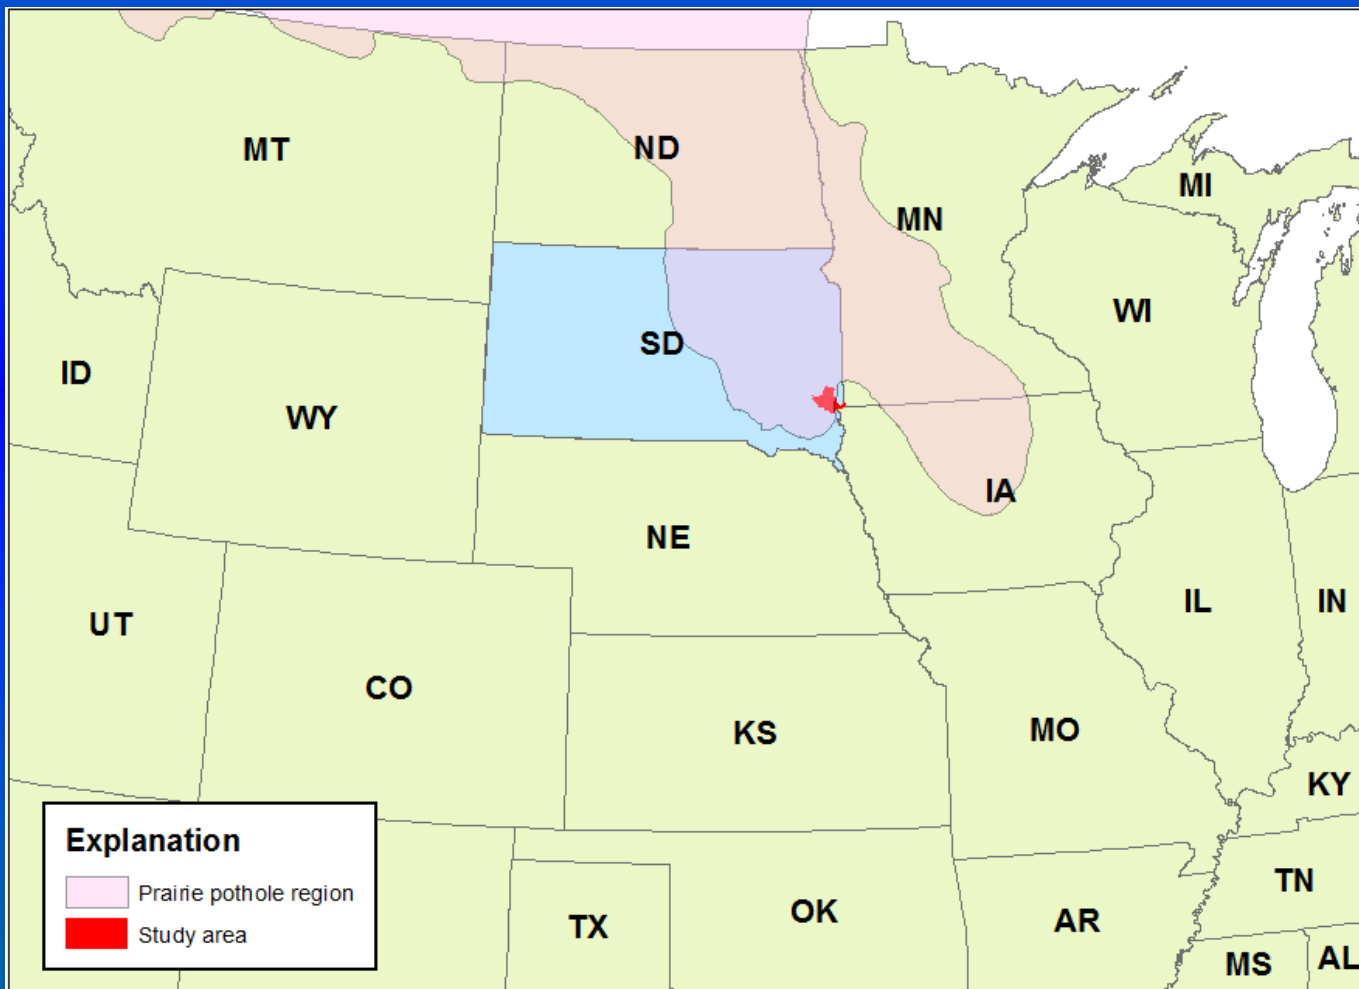 MT
ND
MN
MI
WI
SD
ID
WY
IA
NE
UT
IL
IN
CO
KS
MO
KY
Explanation
Prairie pothole region
Study area
TX
OK
AR
TN
MS
AL